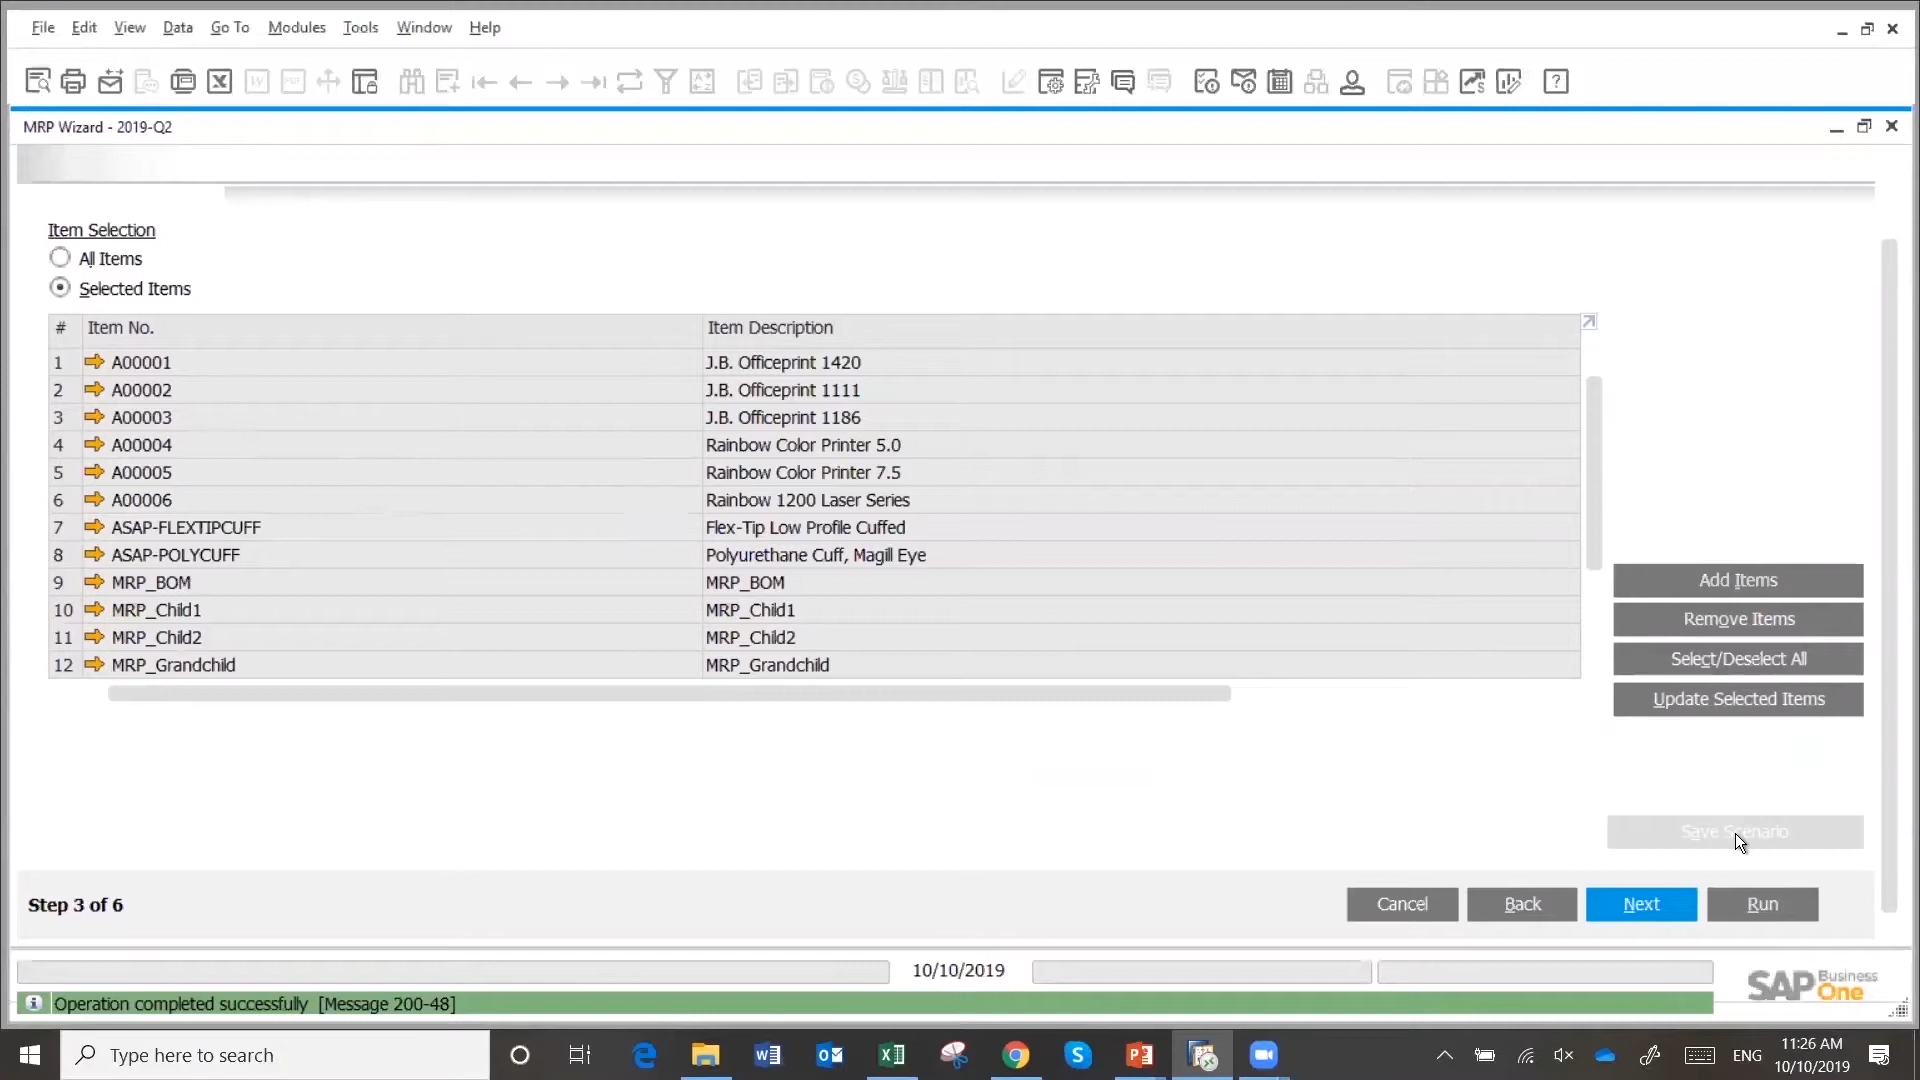 File Edit View Data Go To Modules Tools Window Help
MRP Wizard - 2019-Q2
Item Selection
All Items
Selected Items
# Item No. Item Description
1 A00001 J.B. Officeprint 1420
2 A00002 J.B. Officeprint 1111
3 A00003 J.B. Officeprint 1186
4 A00004 Rainbow Color Printer 5.0
5 A00005 Rainbow Color Printer 7.5
6 A00006 Rainbow 1200 Laser Series
7 ASAP-FLEXTIPCUFF Flex-Tip Low Profile Cuffed
8 ASAP-POLYCUFF Polyurethane Cuff, Magill Eye
9 MRP_BOM MRP_BOM
10 MRP_Child1 MRP_Child1
11 MRP_Child2 MRP_Child2
12 MRP_Grandchild MRP_Grandchild
Add Items
Remove Items
Select/Deselect All
Update Selected Items
Save Scenario
Step 3 of 6 Cancel Back Next Run
10/10/2019
SAP Business One
Operation completed successfully [Message 200-48]
Type here to search
ENG
11:26 AM
10/10/2019